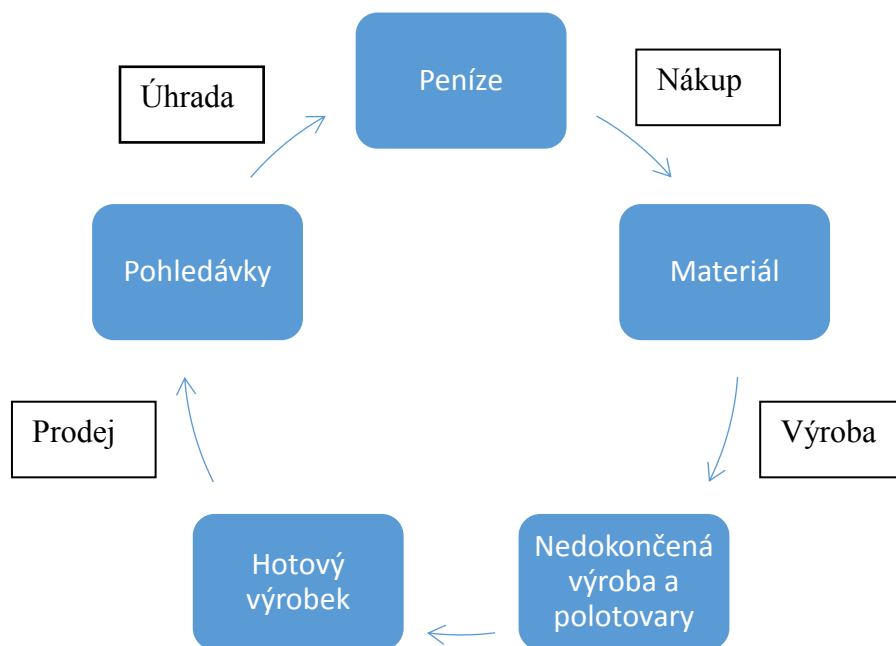 Peníze
Nákup
Materiál
Výroba
Nedokončená
výroba a
polotovary
Hotový
výrobek
Prodej
Pohledávky
Úhrada